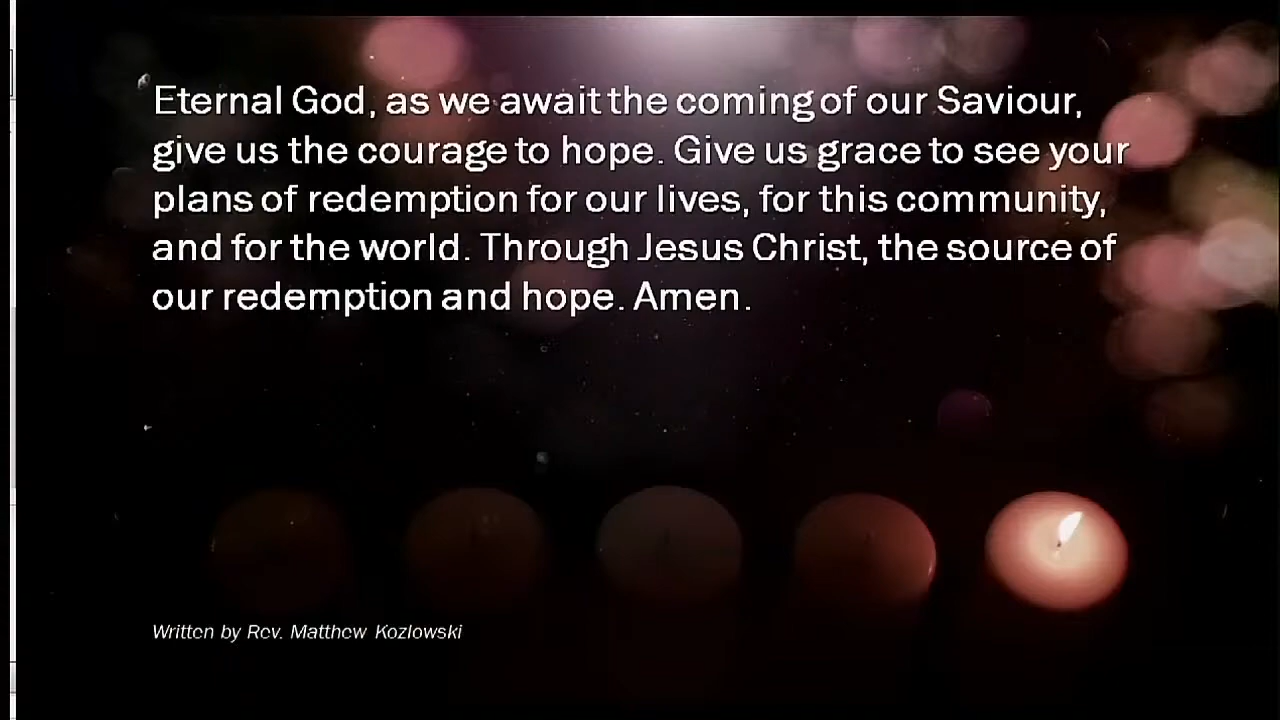 Eternal God, as we await the coming of our Saviour,
give us the courage to hope. Give us grace to see your
plans of redemption for our lives, for this community,
and for the world. Through Jesus Christ, the source of
our redemption and hope. Amen.
Written by Rev. Matthew Kozlowski